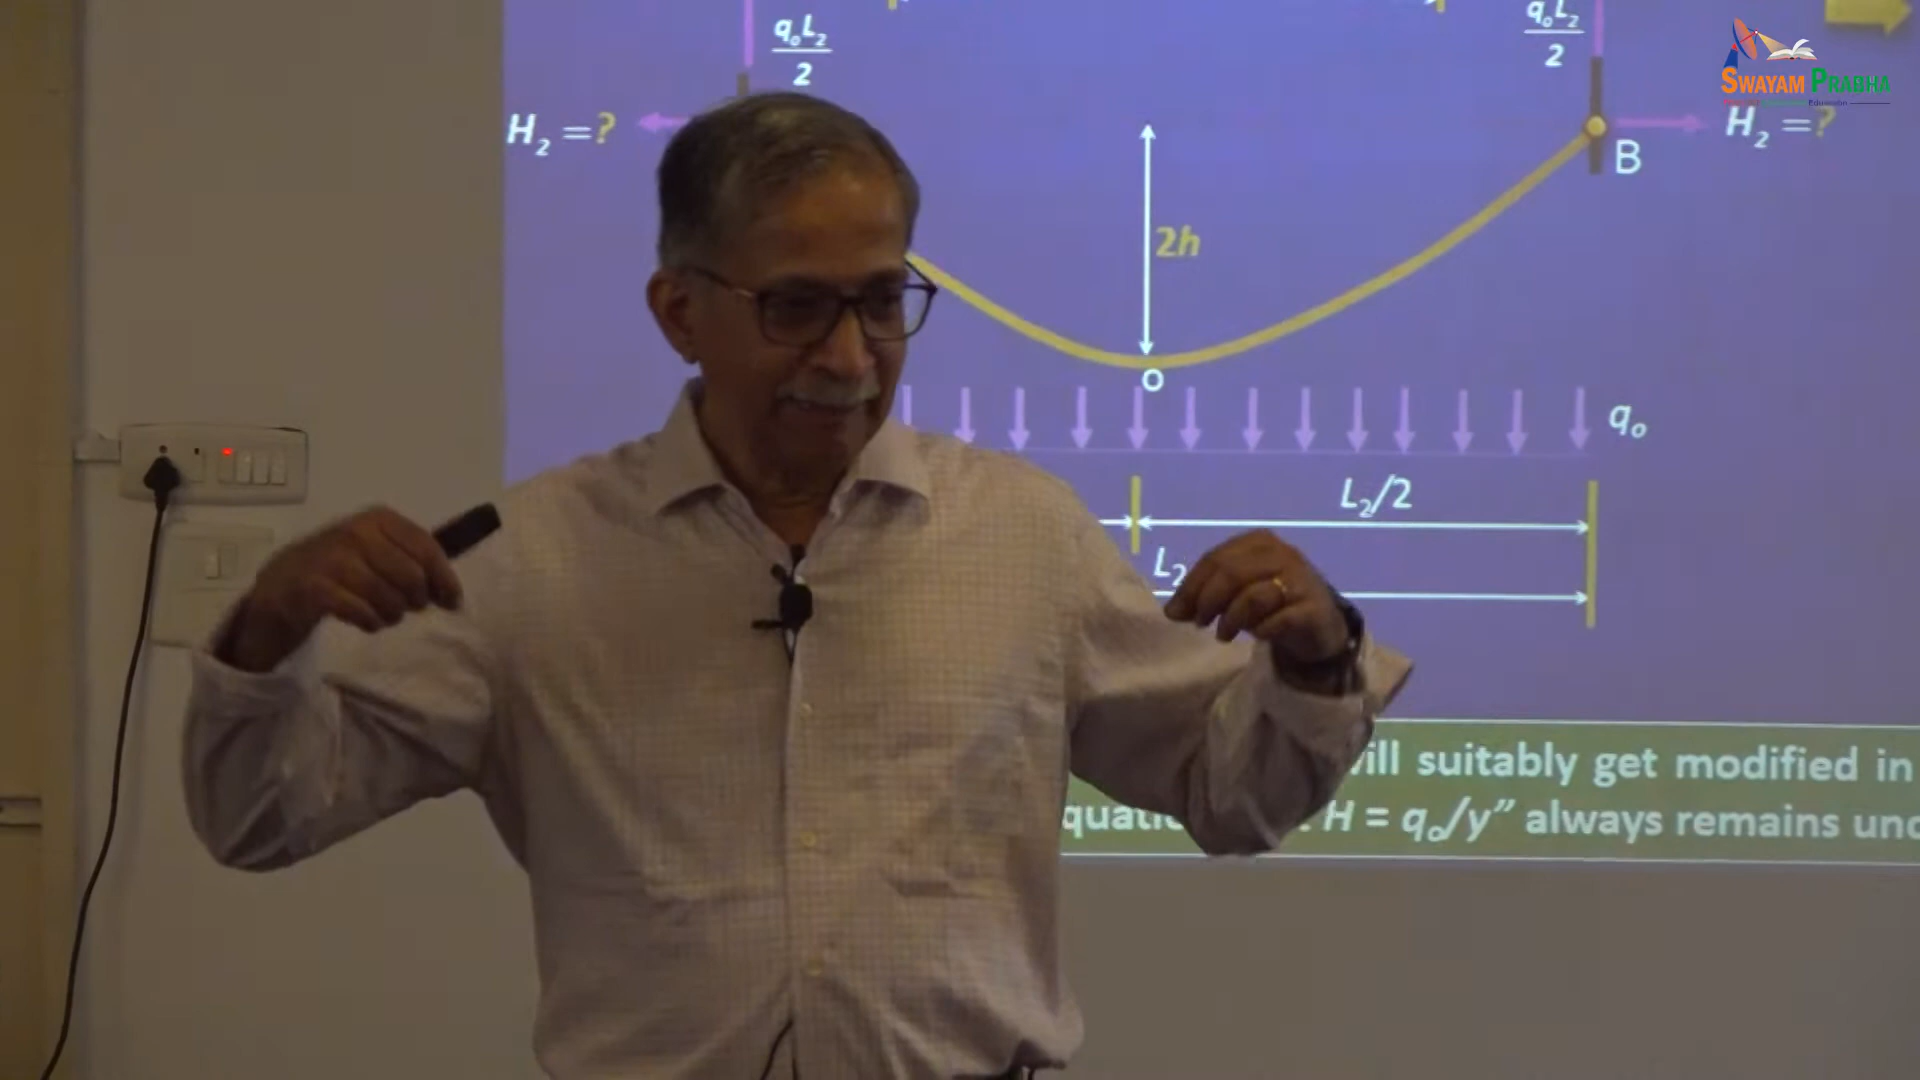 q₀L₂
2
q₀L₂
2
SWAYAM PRABHA
H₂ =?
H₂ =?
B
2h
O
q₀
L₂/2
L₂
will suitably get modified in
H = q₀/y” always remains